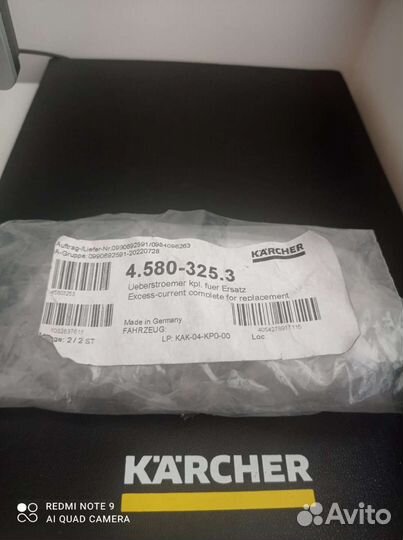 Auftrag-/Liefer-Nr.0990692591/0984098263
A-Gruppe: 0990692591-20220728
KÄRCHER
4.580-325.3
Ueberstroemer kpl. fuer Ersatz
Excess-current complete for replacement
Made in Germany
FAHRZEUG:
LP: KAK-04-KP0-00
Loc.
2 / 2 ST
KÄRCHER
REDMI NOTE 9
AI QUAD CAMERA
Avito